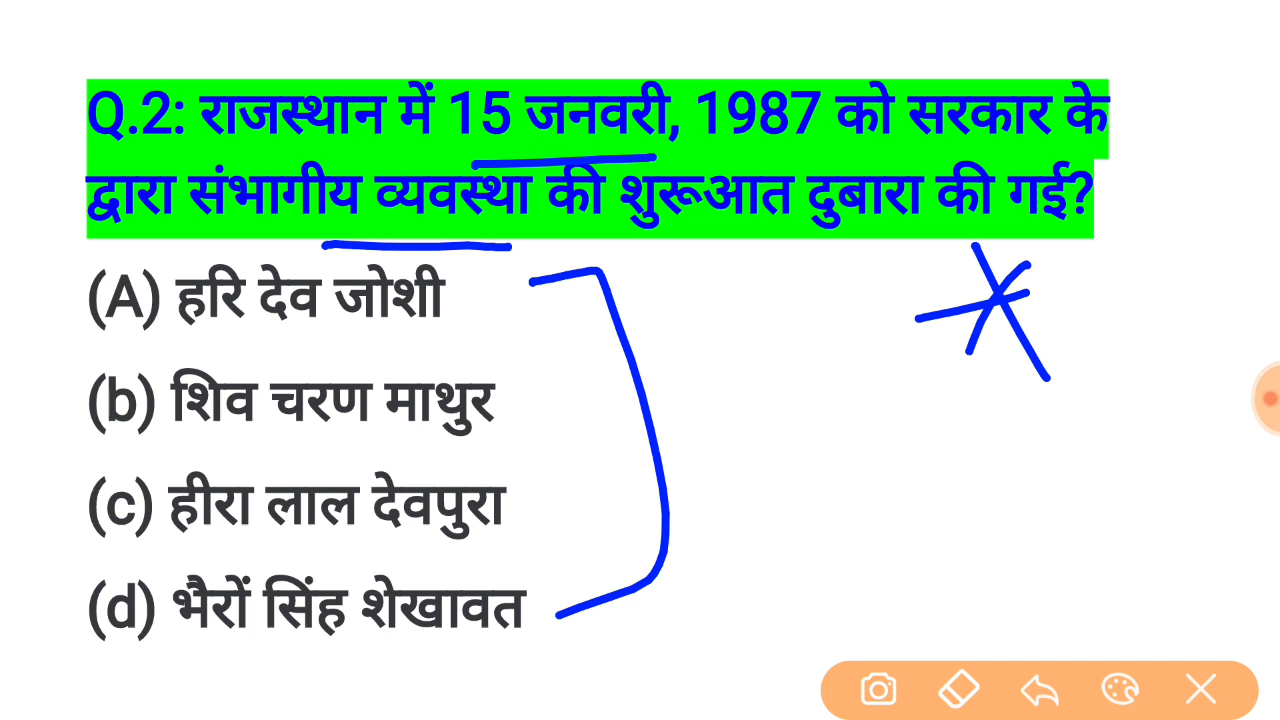 Q.2: राजस्थान में 15 जनवरी, 1987 को सरकार के
द्वारा संभागीय व्यवस्था की शुरूआत दुबारा की गई?
(A) हरि देव जोशी
(b) शिव चरण माथुर
(c) हीरा लाल देवपुरा
(d) भैरों सिंह शेखावत